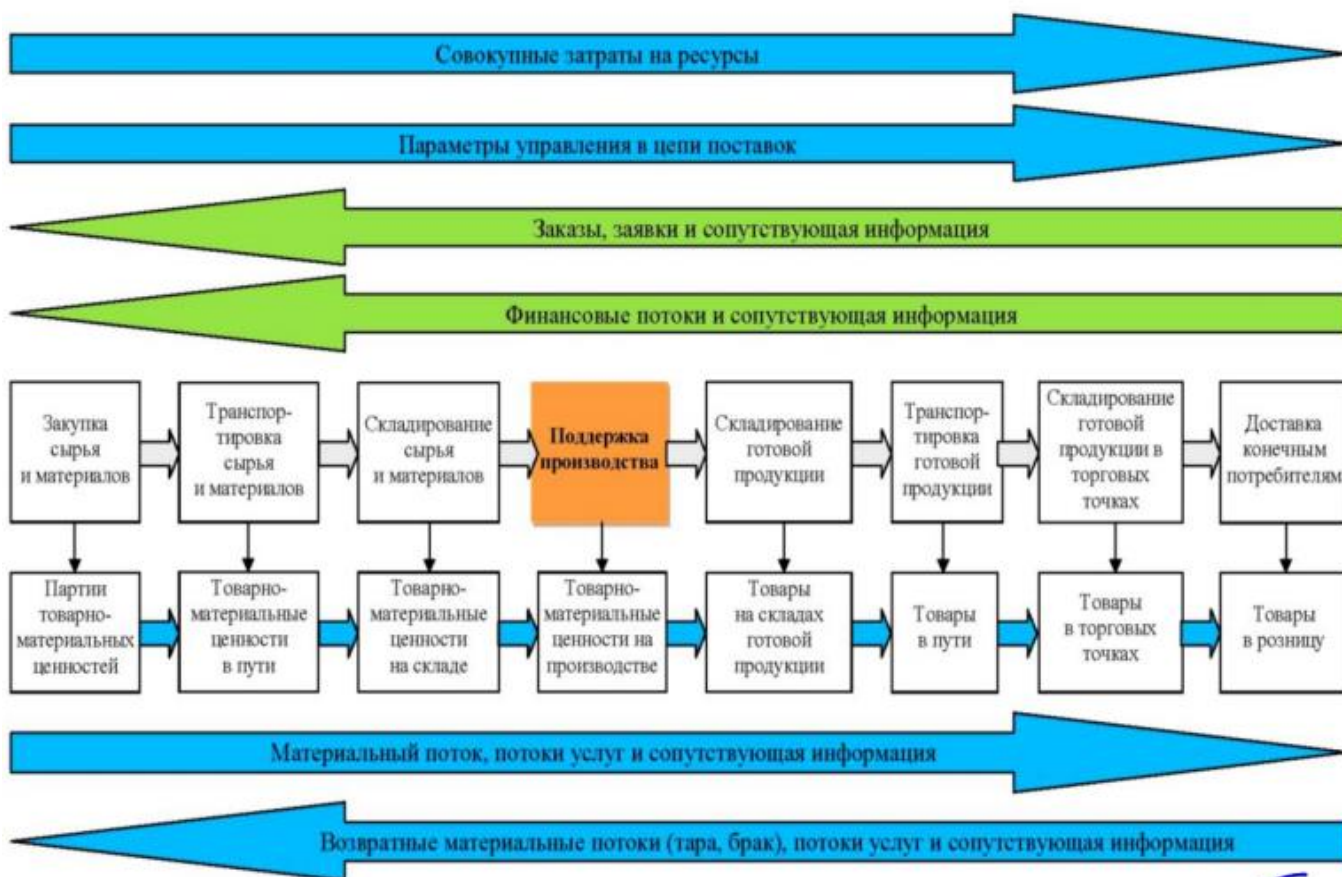 Совокупные затраты на ресурсы
Параметры управления в цепи поставок
Заказы, заявки и сопутствующая информация
Финансовые потоки и сопутствующая информация
Закупка
сырья
и материалов
Транспор-
тировка
сырья
и материалов
Складирование
сырья
и материалов
Поддержка
производства
Складирование
готовой
продукции
Транспор-
тировка
готовой
продукции
Складирование
готовой
продукции в
торговых
точках
Доставка
конечным
потребителям
Партии
товарно-
материальных
ценностей
Товарно-
материальные
ценности
в пути
Товарно-
материальные
ценности
на складе
Товарно-
материальные
ценности на
производстве
Товары
на складах
готовой
продукции
Товары
в пути
Товары
в торговых
точках
Товары
в розницу
Материальный поток, потоки услуг и сопутствующая информация
Возвратные материальные потоки (тара, брак), потоки услуг и сопутствующая информация